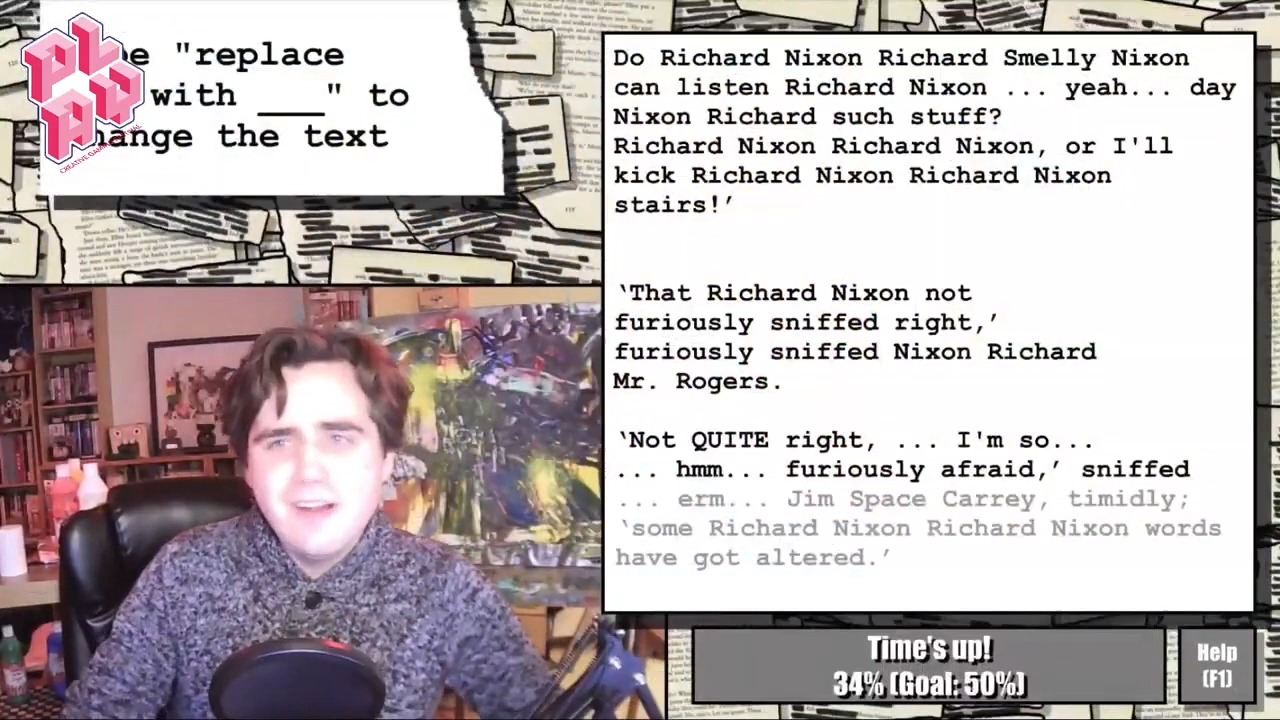 "replace
with ___" to
change the text
PLAY
Do Richard Nixon Richard Smelly Nixon
can listen Richard Nixon ... yeah... day
Nixon Richard such stuff?
Richard Nixon Richard Nixon, or I'll
kick Richard Nixon Richard Nixon
stairs!’
‘That Richard Nixon not
furiously sniffed right,’
furiously sniffed Nixon Richard
Mr. Rogers.
‘Not QUITE right, ... I'm so...
... hmm... furiously afraid,’ sniffed
... erm... Jim Space Carrey, timidly;
‘some Richard Nixon Richard Nixon words
have got altered.’
Time's up!
34% (Goal: 50%)
Help
(F1)